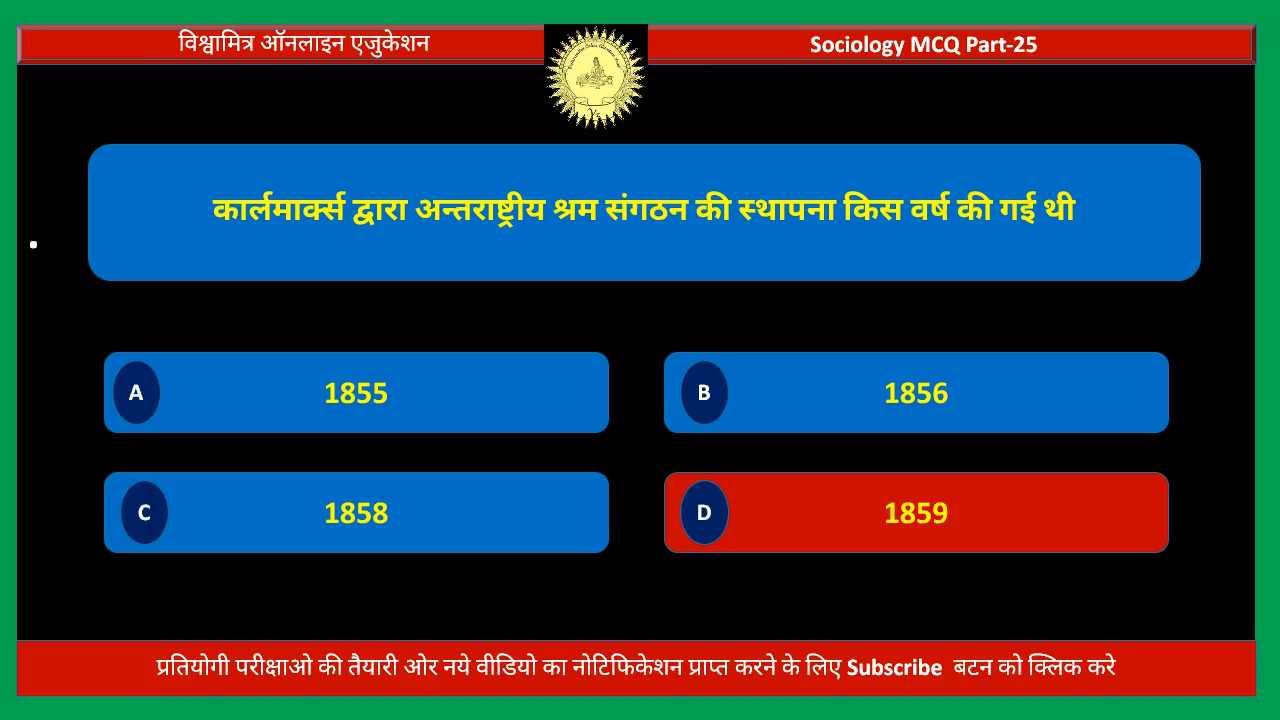 विश्वामित्र ऑनलाइन एजुकेशन
Sociology MCQ Part-25
कार्लमार्क्स द्वारा अन्तराष्ट्रीय श्रम संगठन की स्थापना किस वर्ष की गई थी
A 1855
B 1856
C 1858
D 1859
प्रतियोगी परीक्षाओ की तैयारी ओर नये वीडियो का नोटिफिकेशन प्राप्त करने के लिए Subscribe बटन को क्लिक करे